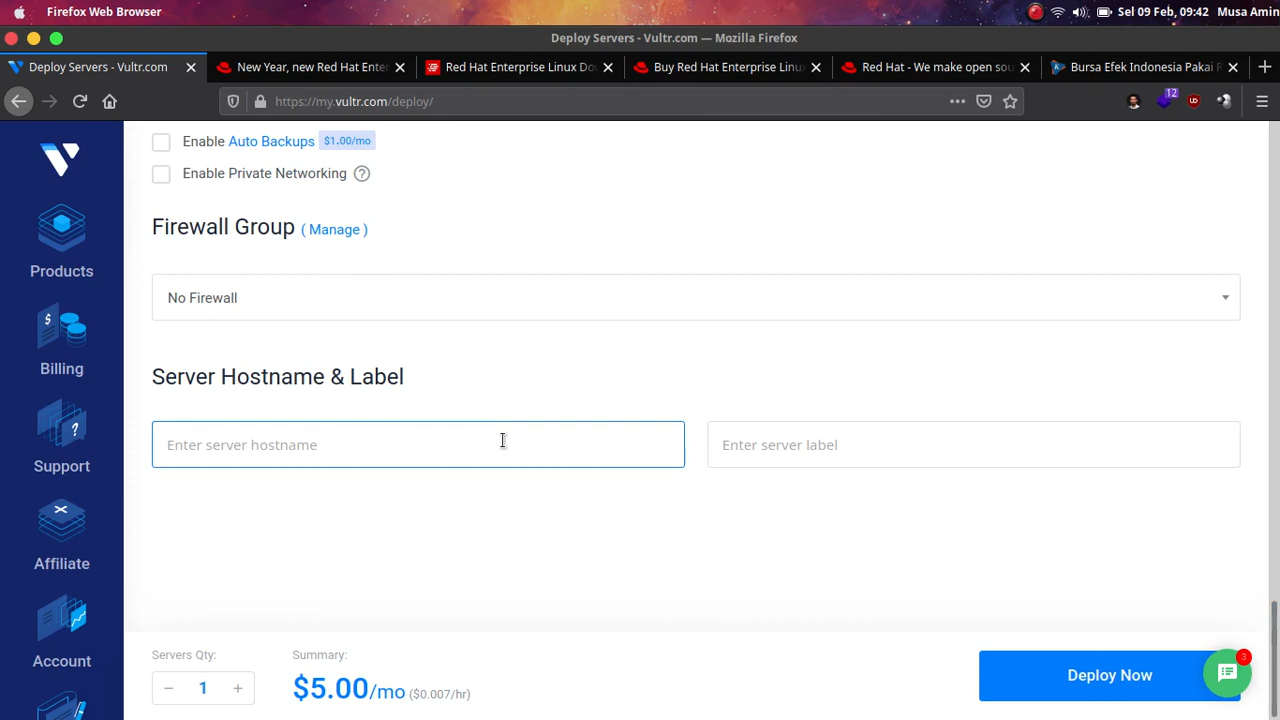 Firefox Web Browser
Sel 09 Feb, 09:42 Musa Amin
Deploy Servers - Vultr.com — Mozilla Firefox
Deploy Servers - Vultr.com
New Year, new Red Hat Enter
Red Hat Enterprise Linux Do
Buy Red Hat Enterprise Linu
Red Hat - We make open sou
Bursa Efek Indonesia Pakai R
https://my.vultr.com/deploy/
12
Enable Auto Backups $1.00/mo
Enable Private Networking ?
Firewall Group ( Manage )
No Firewall
Server Hostname & Label
Enter server hostname
Enter server label
Products
Billing
Support
Affiliate
Account
Servers Qty:
− 1 +
Summary:
$5.00/mo ($0.007/hr)
Deploy Now
3